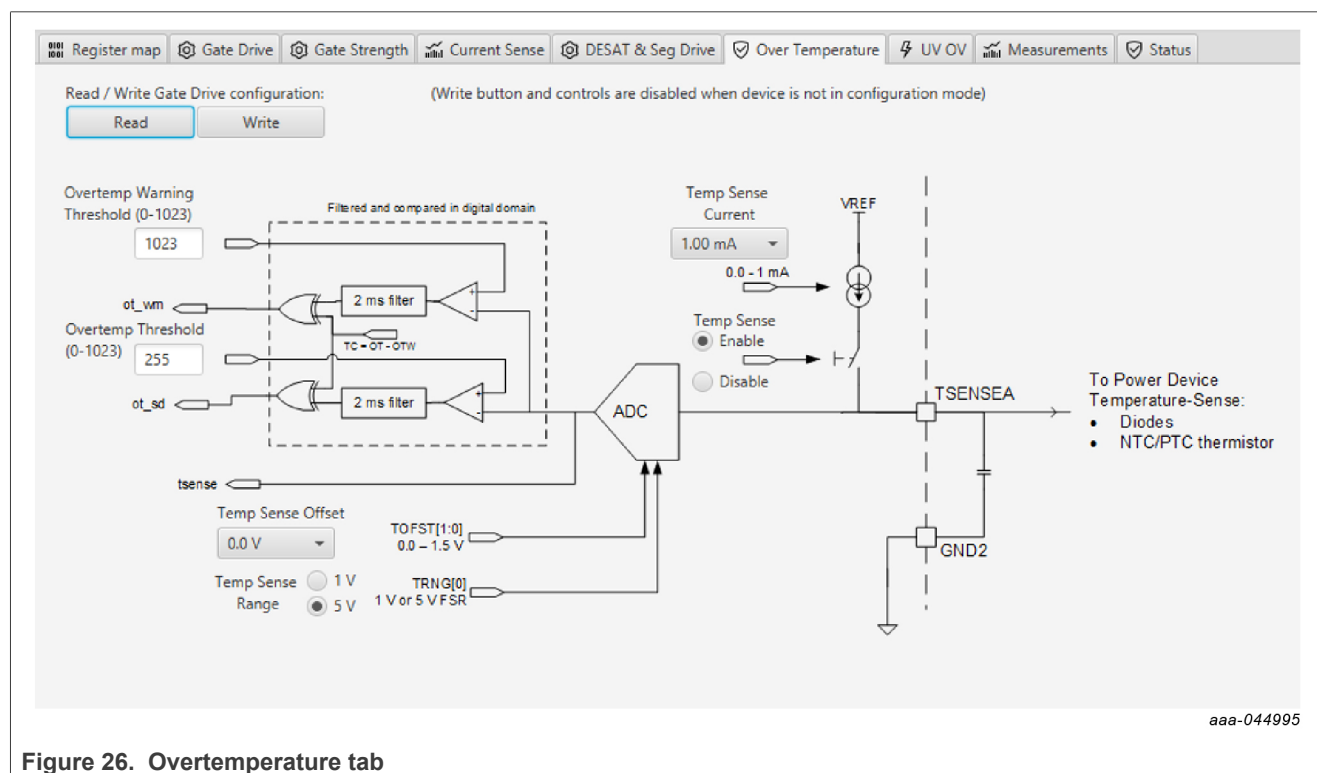 Register map Gate Drive Gate Strength Current Sense DESAT & Seg Drive Over Temperature UV OV Measurements Status
Read / Write Gate Drive configuration: (Write button and controls are disabled when device is not in configuration mode)
Read Write
Overtemp Warning
Threshold (0-1023)
1023
Filtered and compared in digital domain
2 ms filter
+
-
ot_wrn
Overtemp Threshold
(0-1023)
255
TC = OT - OTW
2 ms filter
+
-
ot_sd
tsense
Temp Sense Offset
0.0 V
Temp Sense
Range
1 V
5 V
TOFST[1:0]
0.0 – 1.5 V
TRNG[0]
1 V or 5 V FSR
ADC
Temp Sense
Current
1.00 mA
0.0 - 1 mA
VREF
Temp Sense
Enable
Disable
TSENSEA
GND2
To Power Device
Temperature-Sense:
• Diodes
• NTC/PTC thermistor
aaa-044995
Figure 26. Overtemperature tab